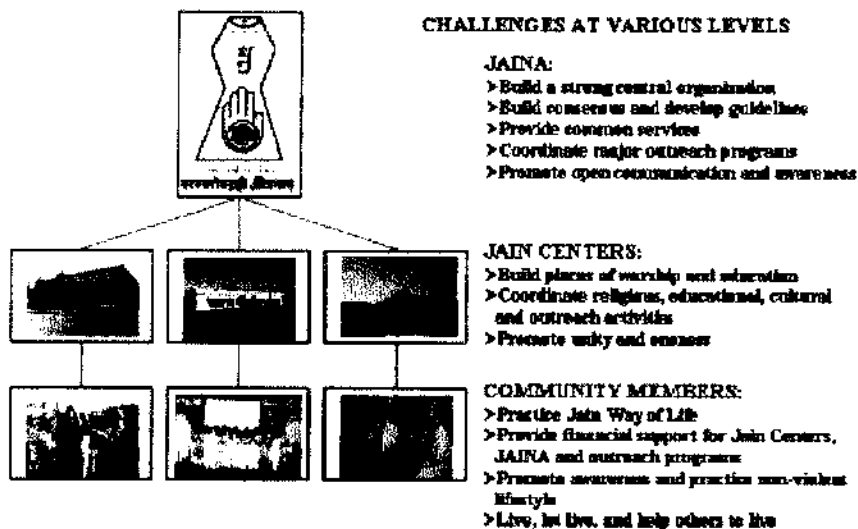 CHALLENGES AT VARIOUS LEVELS
JAINA:
➤Build a strong central organization
➤Build consensus and develop guidelines
➤Provide common services
➤Coordinate major outreach programs
➤Promote open communication and awareness
परस्परोपग्रहो जीवानाम्
JAIN CENTERS:
➤Build places of worship and education
➤Coordinate religious, educational, cultural
and outreach activities
➤Promote unity and oneness
COMMUNITY MEMBERS:
➤Practice Jain Way of Life
➤Provide financial support for Jain Centers,
JAINA and outreach programs
➤Promote awareness and practice non-violent
lifestyle
➤Live, let live, and help others to live